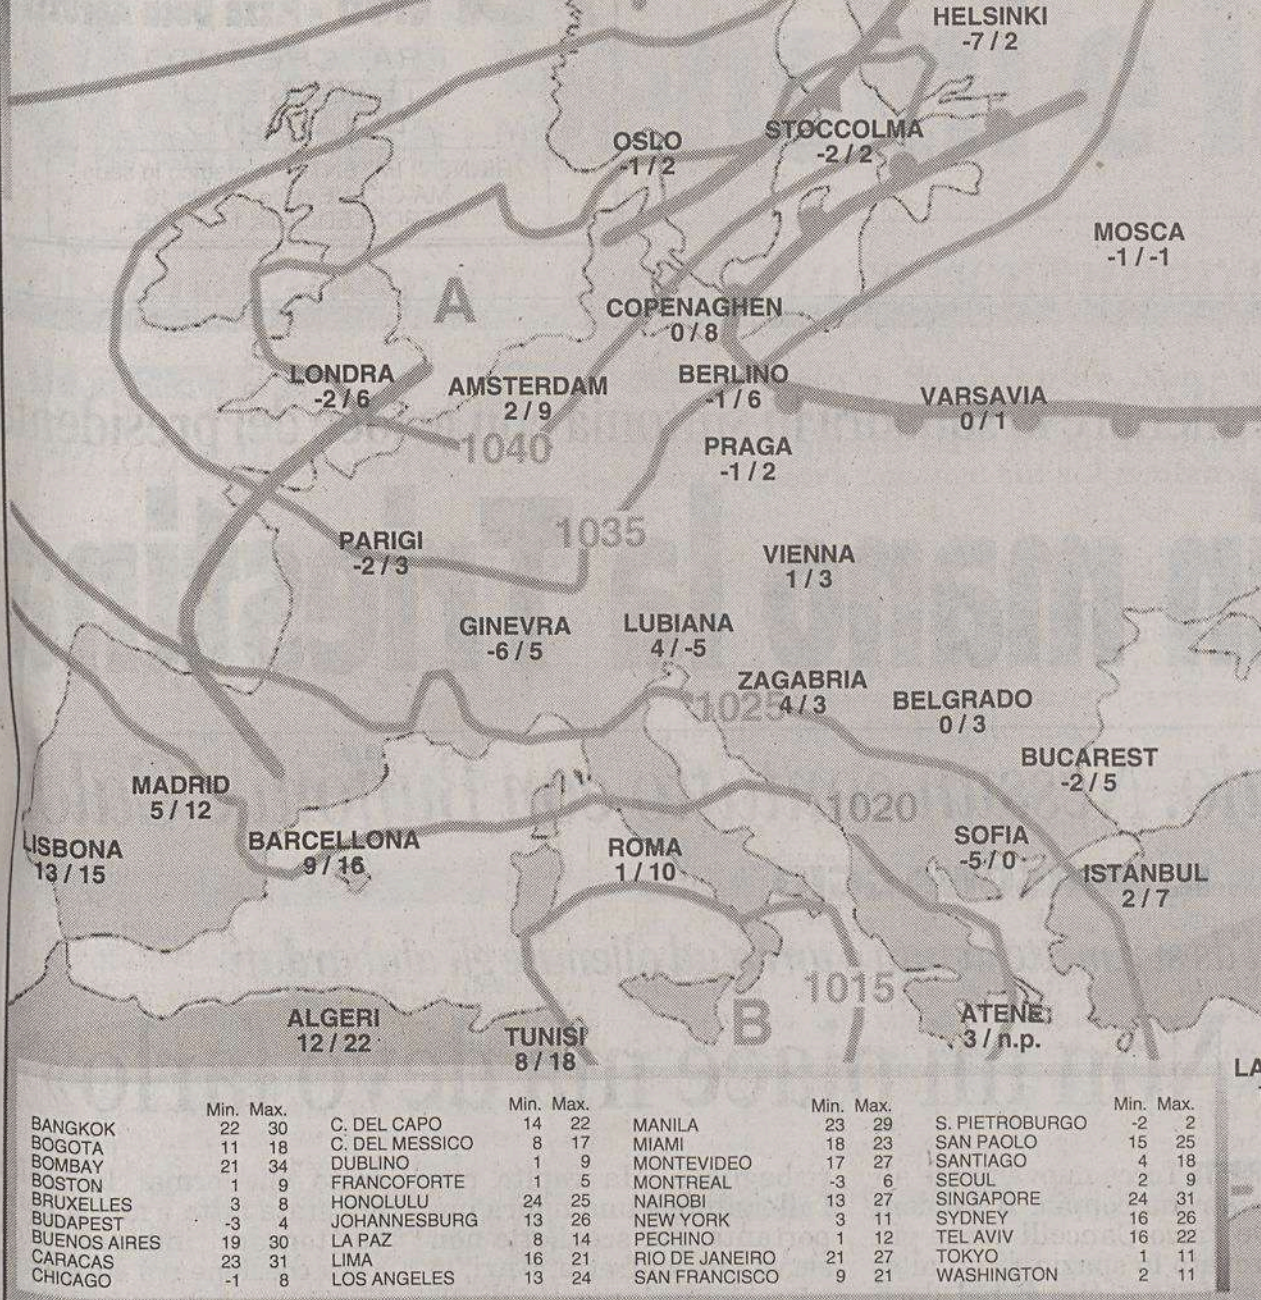 HELSINKI
-7/2
OSLO
-1/2
STOCCOLMA
-2/2
MOSCA
-1/-1
A
COPENAGHEN
0/8
LONDRA
-2/6
AMSTERDAM
2/9
BERLINO
-1/6
VARSAVIA
0/1
1040
PRAGA
-1/2
1035
PARIGI
-2/3
VIENNA
1/3
GINEVRA
-6/5
LUBIANA
4/-5
ZAGABRIA
4/3
1025
BELGRADO
0/3
BUCAREST
-2/5
MADRID
5/12
1020
LISBONA
13/15
BARCELLONA
9/16
ROMA
1/10
SOFIA
-5/0
ISTANBUL
2/7
1015
B
ALGERI
12/22
TUNISI
8/18
ATENE
3/n.p.
LA
Min. Max.
BANGKOK 22 30
BOGOTA 11 18
BOMBAY 21 34
BOSTON 1 9
BRUXELLES 3 8
BUDAPEST -3 4
BUENOS AIRES 19 30
CARACAS 23 31
CHICAGO -1 8
Min. Max.
C. DEL CAPO 14 22
C. DEL MESSICO 8 17
DUBLINO 1 9
FRANCOFORTE 1 5
HONOLULU 24 25
JOHANNESBURG 13 26
LA PAZ 8 14
LIMA 16 21
LOS ANGELES 13 24
Min. Max.
MANILA 23 29
MIAMI 18 23
MONTEVIDEO 17 27
MONTREAL -3 6
NAIROBI 13 27
NEW YORK 3 11
PECHINO 1 12
RIO DE JANEIRO 21 27
SAN FRANCISCO 9 21
Min. Max.
S. PIETROBURGO -2 2
SAN PAOLO 15 25
SANTIAGO 4 18
SEOUL 2 9
SINGAPORE 24 31
SYDNEY 16 26
TEL AVIV 16 22
TOKYO 1 11
WASHINGTON 2 11